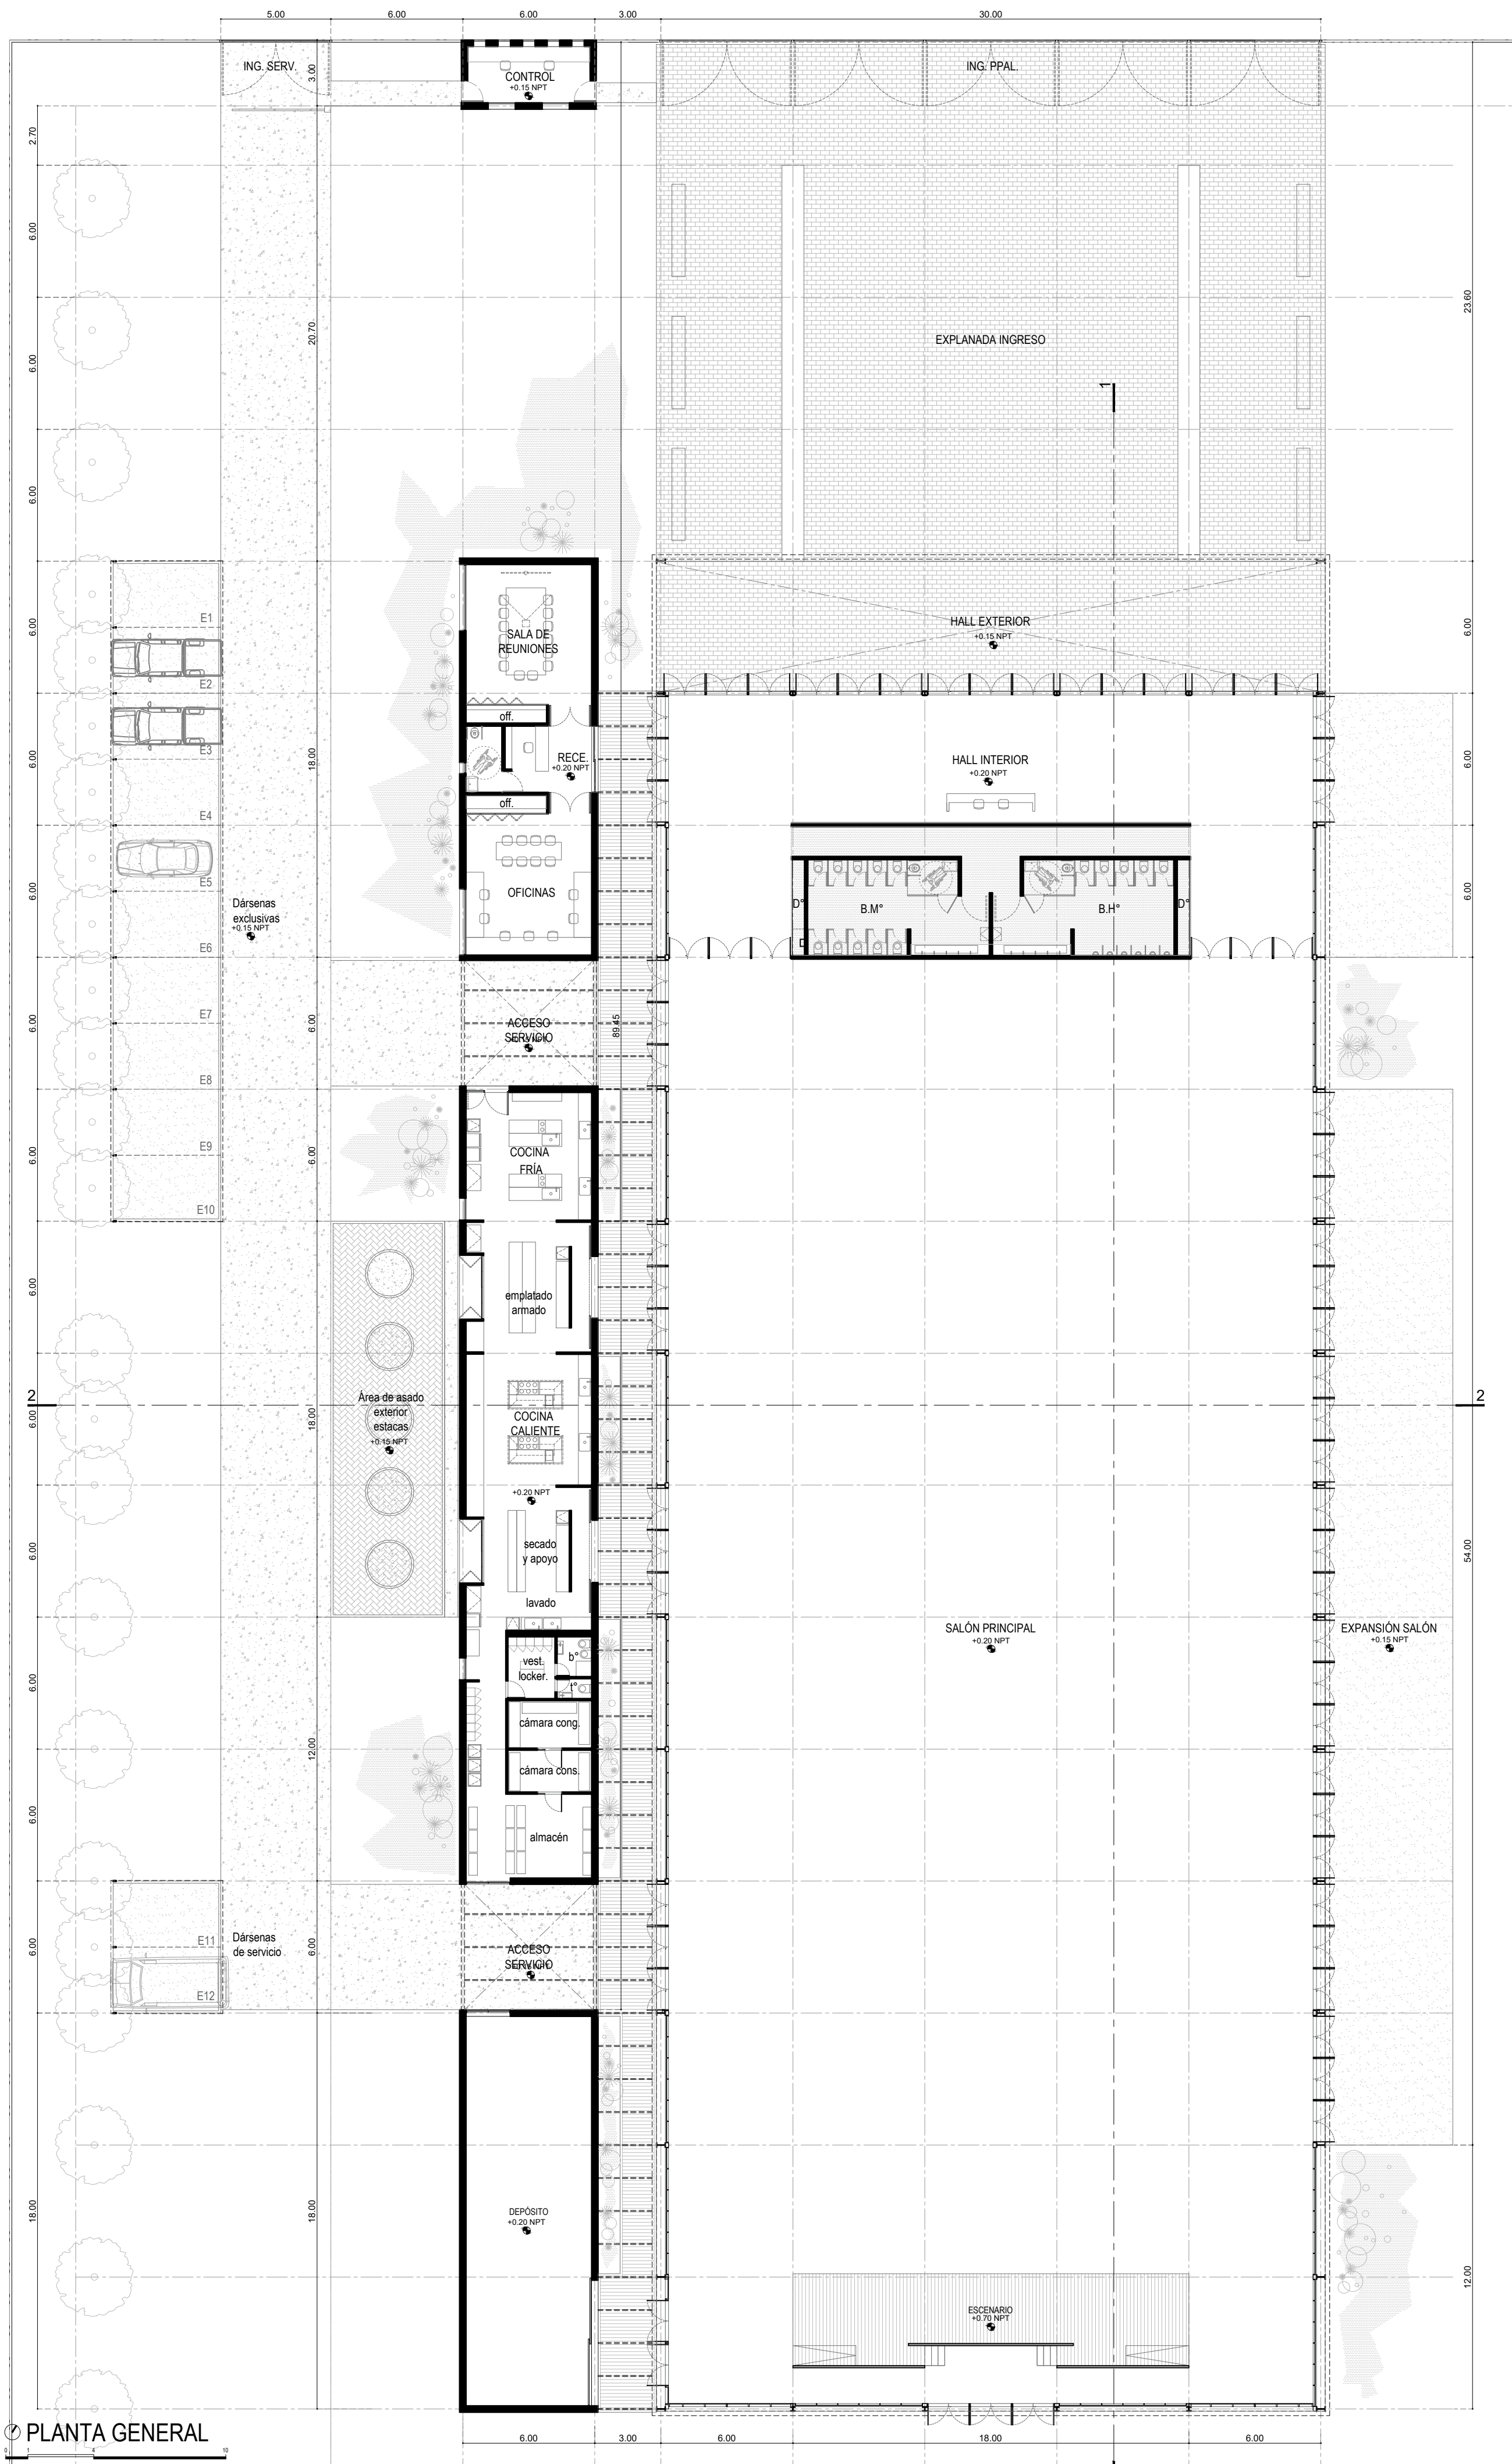 5.00
6.00
6.00
3.00
30.00
ING. SERV.
3.00
CONTROL
+0.15 NPT
ING. PPAL.
2.70
6.00
20.70
23.60
6.00
EXPLANADA INGRESO
1
6.00
E1
6.00
SALA DE
REUNIONES
HALL EXTERIOR
+0.15 NPT
6.00
E2
off.
E3
6.00
18.00
RECE.
+0.20 NPT
HALL INTERIOR
+0.20 NPT
6.00
off.
E4
E5
6.00
OFICINAS
D°
B.M°
B.H°
D°
6.00
Dársenas
exclusivas
+0.15 NPT
E6
E7
6.00
6.00
ACCESO
SERVICIO
89.45
E8
E9
6.00
6.00
COCINA
FRÍA
E10
6.00
emplatado
armado
2
6.00
18.00
Área de asado
exterior
estacas
+0.15 NPT
COCINA
CALIENTE
2
+0.20 NPT
6.00
secado
y apoyo
54.00
lavado
SALÓN PRINCIPAL
+0.20 NPT
EXPANSIÓN SALÓN
+0.15 NPT
6.00
vest.
locker.
b°
t°
cámara cong.
12.00
cámara cons.
6.00
almacén
6.00
E11
Dársenas
de servicio
6.00
ACCESO
SERVICIO
E12
18.00
18.00
DEPÓSITO
+0.20 NPT
12.00
ESCENARIO
+0.70 NPT
PLANTA GENERAL
0 1 4 10
6.00
3.00
6.00
18.00
6.00